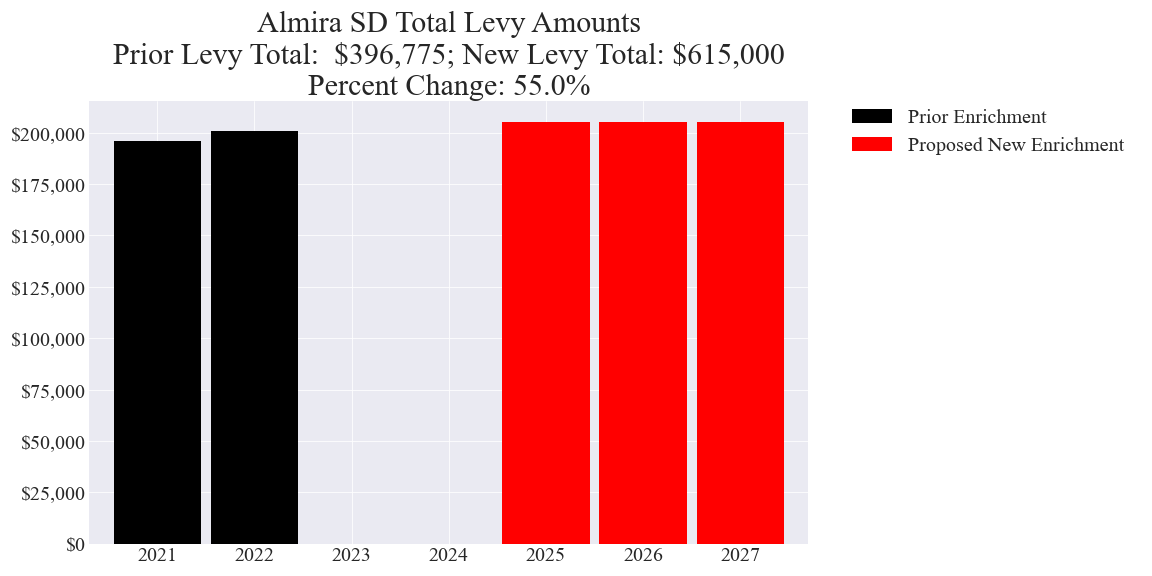 Almira SD Total Levy Amounts
Prior Levy Total:  $396,775; New Levy Total: $615,000
Percent Change: 55.0%
Prior Enrichment
Proposed New Enrichment
$200,000
$175,000
$150,000
$125,000
$100,000
$75,000
$50,000
$25,000
$0
2021 2022 2023 2024 2025 2026 2027